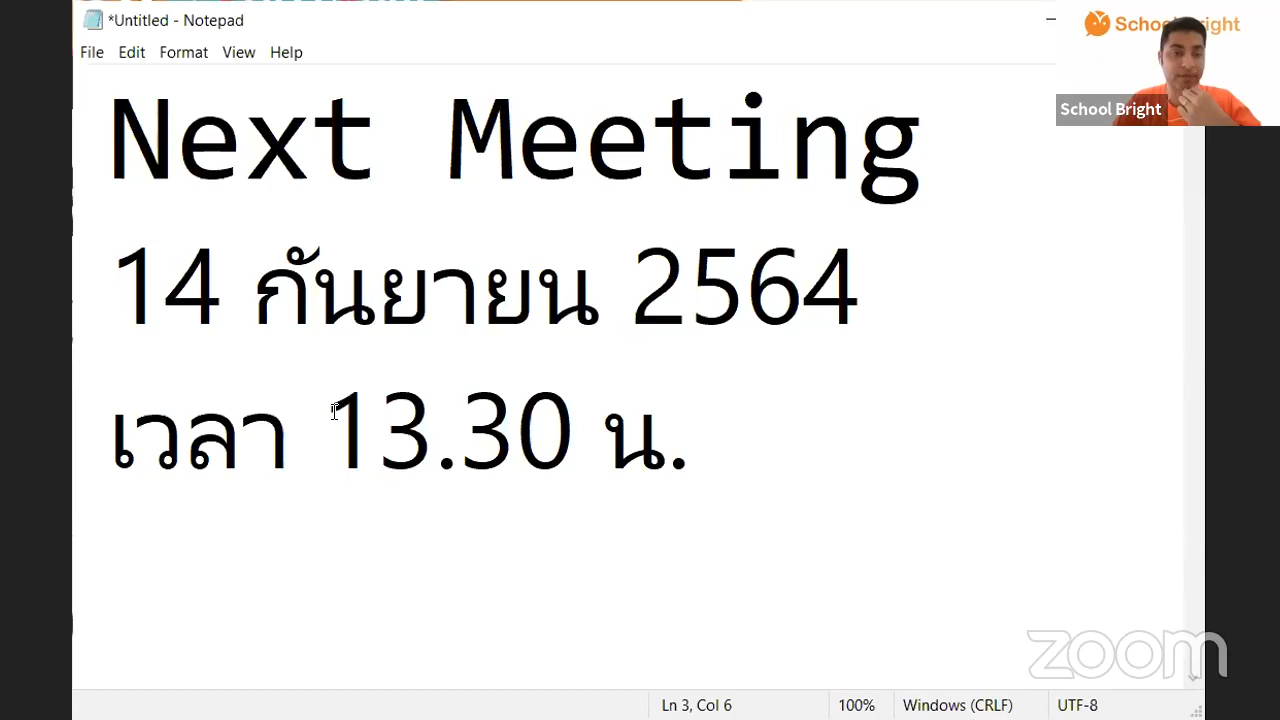 *Untitled - Notepad
File Edit Format View Help
Next Meeting
14 กันยายน 2564
เวลา 13.30 น.
School Bright
zoom
Ln 3, Col 6 100% Windows (CRLF) UTF-8